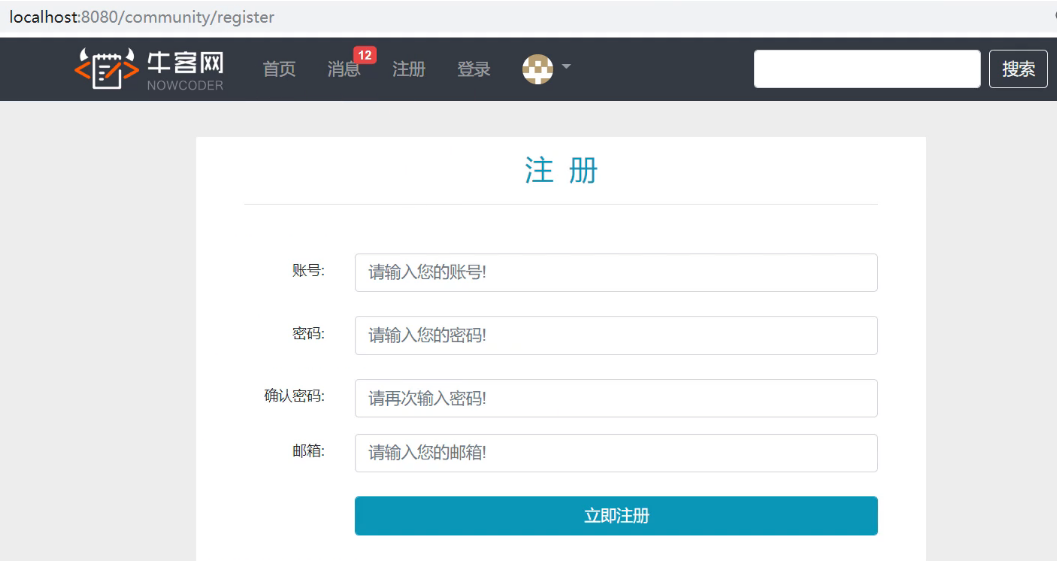 localhost:8080/community/register
牛客网
NOWCODER
首页 消息 12 注册 登录
搜索
注 册
账号: 请输入您的账号!
密码: 请输入您的密码!
确认密码: 请再次输入密码!
邮箱: 请输入您的邮箱!
立即注册